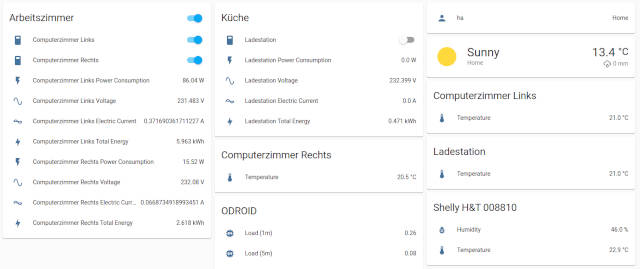 Arbeitszimmer
Computerzimmer Links
Computerzimmer Rechts
Computerzimmer Links Power Consumption 86.04 W
Computerzimmer Links Voltage 231.483 V
Computerzimmer Links Electric Current 0.371690361711227 A
Computerzimmer Links Total Energy 5.963 kWh
Computerzimmer Rechts Power Consumption 15.52 W
Computerzimmer Rechts Voltage 232.08 V
Computerzimmer Rechts Electric Curr... 0.0668734918993451 A
Computerzimmer Rechts Total Energy 2.618 kWh
Küche
Ladestation
Ladestation Power Consumption 0.0 W
Ladestation Voltage 232.399 V
Ladestation Electric Current 0.0 A
Ladestation Total Energy 0.471 kWh
Computerzimmer Rechts
Temperature 20.5 °C
ODROID
Load (1m) 0.26
Load (5m) 0.08
ha Home
Sunny 13.4 °C
Home 0 mm
Computerzimmer Links
Temperature 21.0 °C
Ladestation
Temperature 21.0 °C
Shelly H&T 008810
Humidity 46.0 %
Temperature 22.9 °C